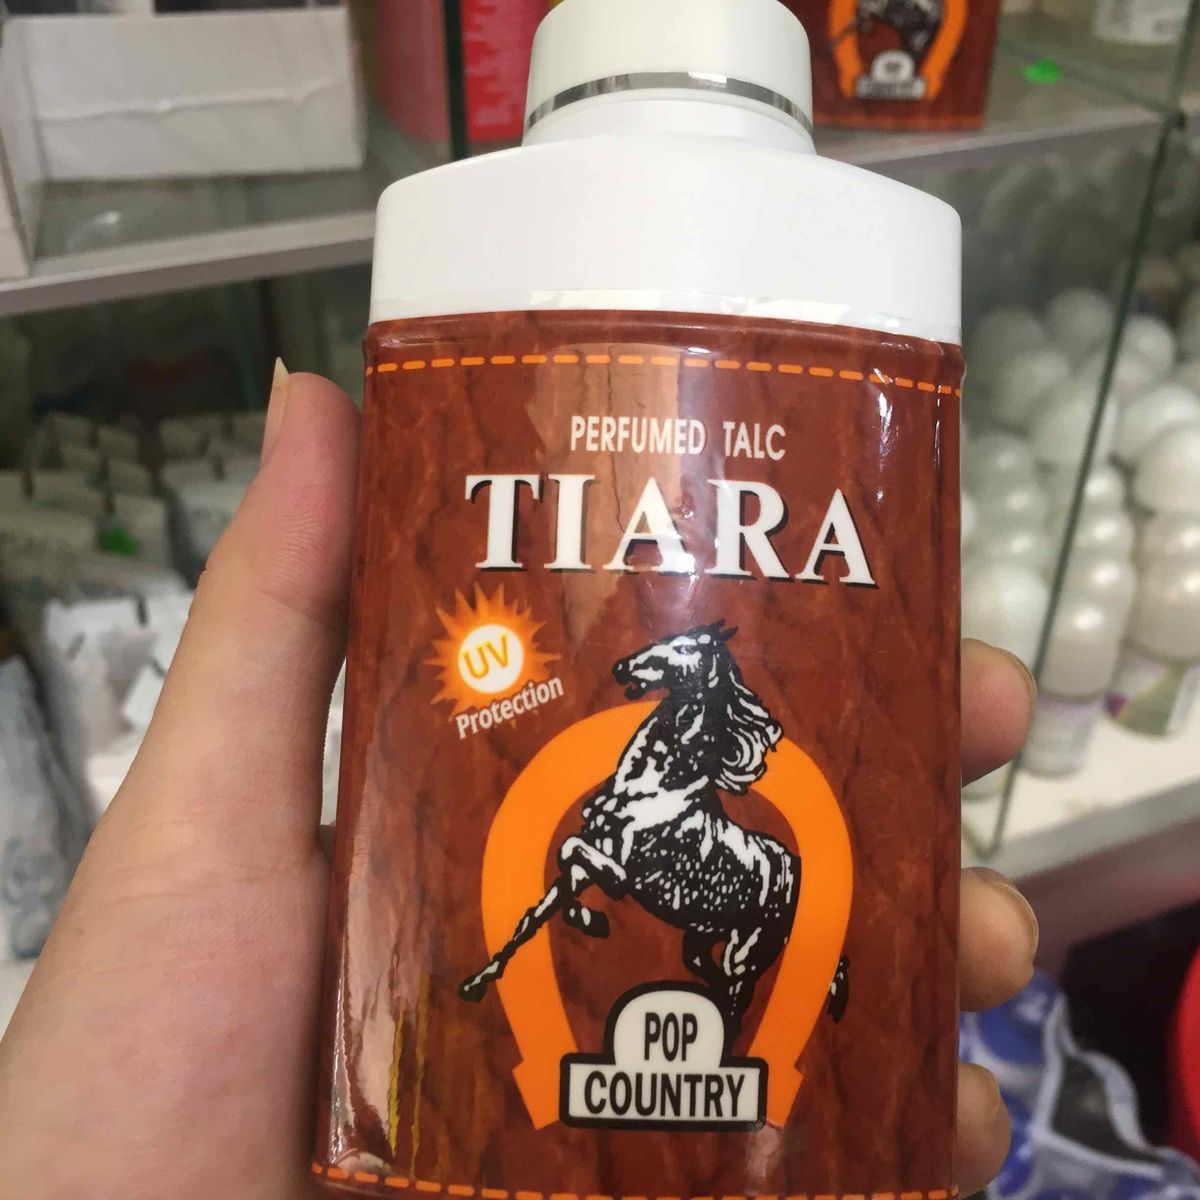 PERFUMED TALC
TIARA
UV
Protection
POP
COUNTRY